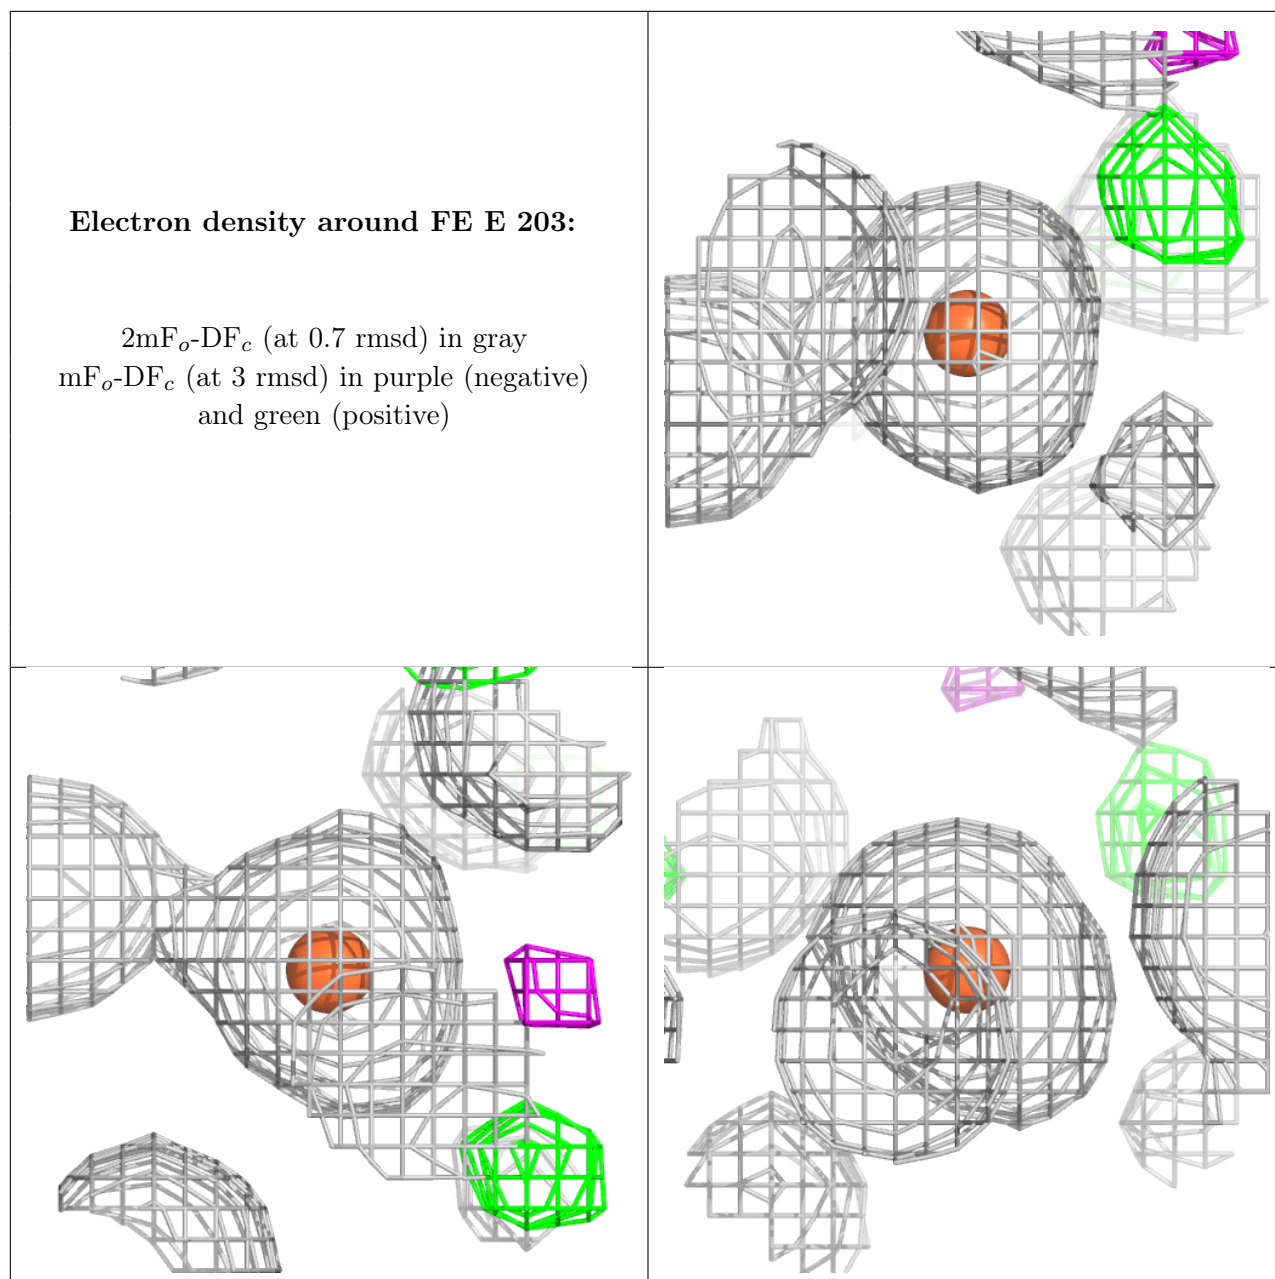 Electron density around FE E 203:
2mFo-DFc (at 0.7 rmsd) in gray
mFo-DFc (at 3 rmsd) in purple (negative)
and green (positive)